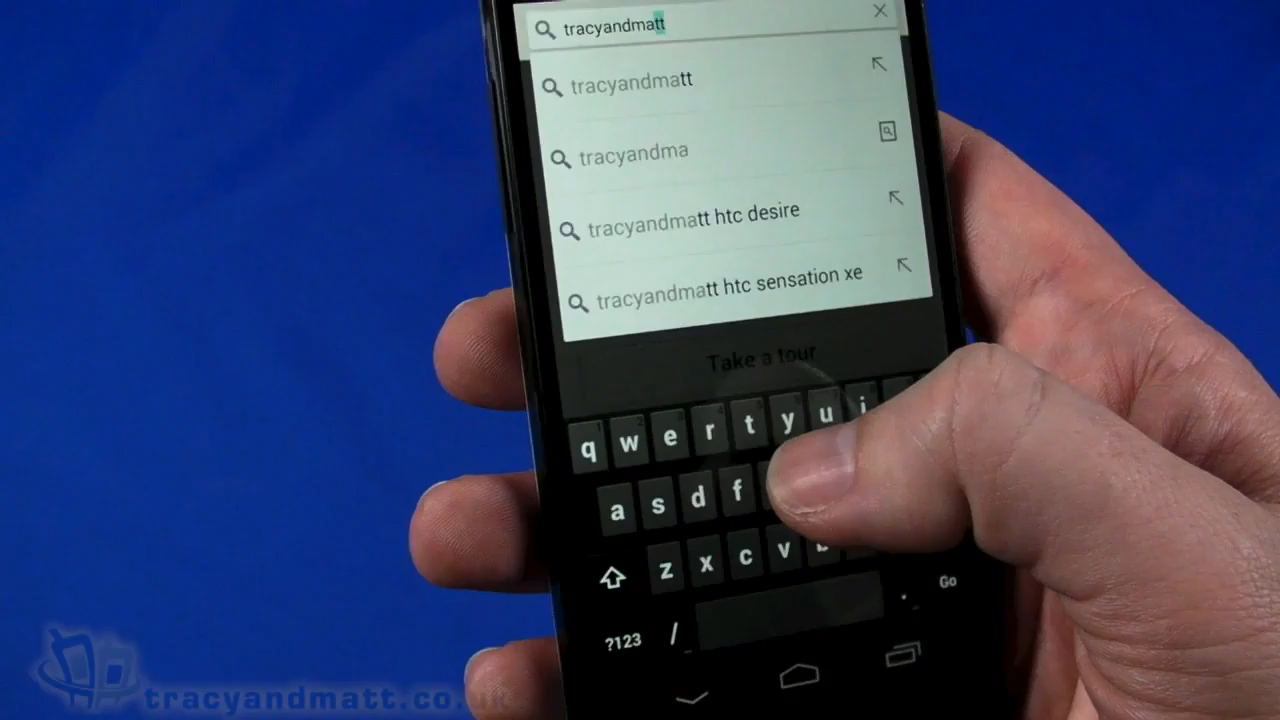 tracyandmatt
tracyandmatt
tracyandma
tracyandmatt htc desire
tracyandmatt htc sensation xe
Take a tour
q w e r t y u i
a s d f
z x c v
Go
?123 / .
tracyandmatt.co.uk